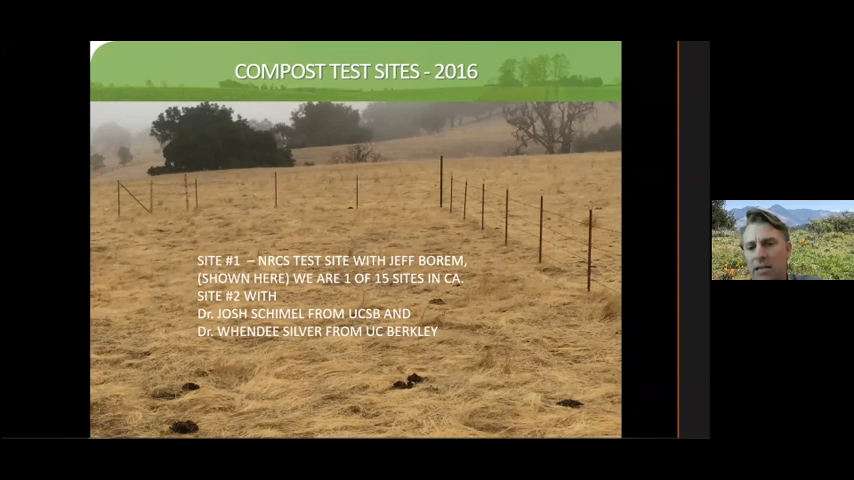 COMPOST TEST SITES - 2016
SITE #1 – NRCS TEST SITE WITH JEFF BOREM,
(SHOWN HERE) WE ARE 1 OF 15 SITES IN CA.
SITE #2 WITH
Dr. JOSH SCHIMEL FROM UCSB AND
Dr. WHENDEE SILVER FROM UC BERKLEY